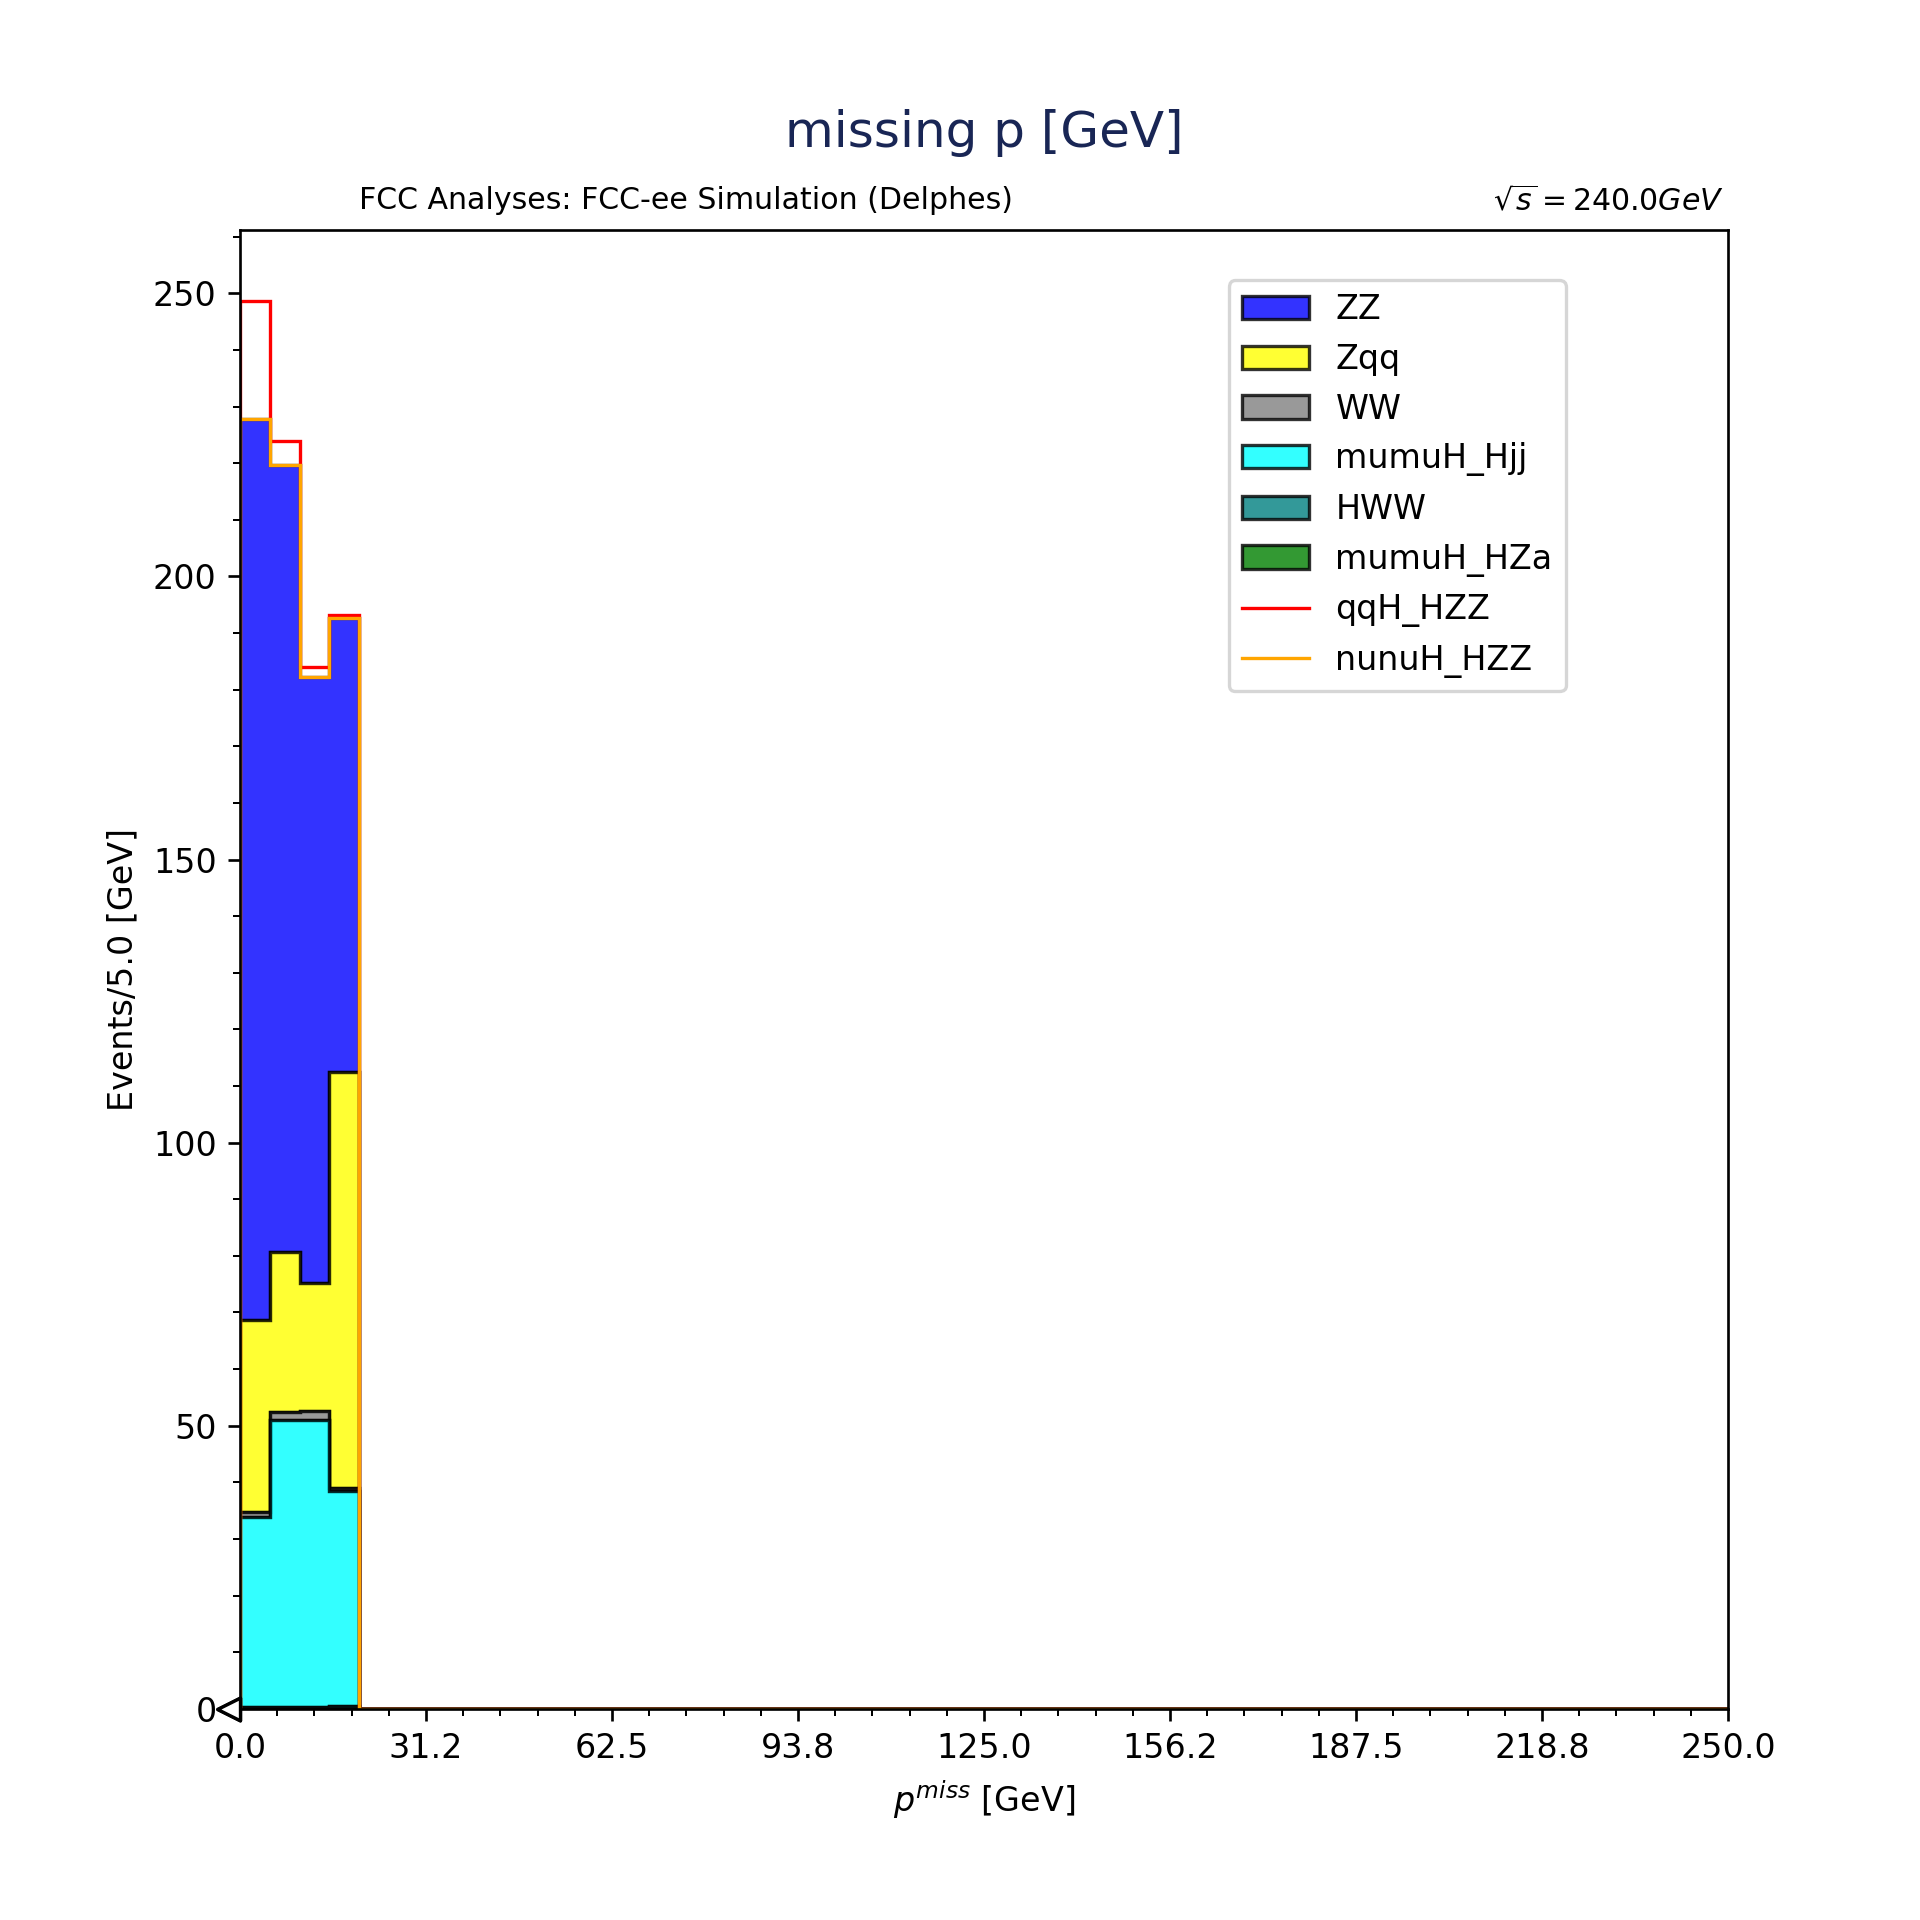 missing p [GeV]
FCC Analyses: FCC-ee Simulation (Delphes)
√s = 240.0GeV
250
200
150
100
50
0
Events/5.0 [GeV]
ZZ
Zqq
WW
mumuH_Hjj
HWW
mumuH_HZa
qqH_HZZ
nunuH_HZZ
0.0 31.2 62.5 93.8 125.0 156.2 187.5 218.8 250.0
p^miss [GeV]